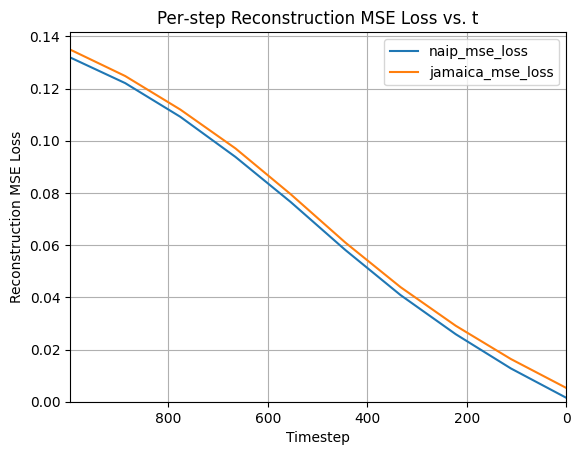 Per-step Reconstruction MSE Loss vs. t
naip_mse_loss
jamaica_mse_loss
Reconstruction MSE Loss
0.14
0.12
0.10
0.08
0.06
0.04
0.02
0.00
800
600
400
200
0
Timestep